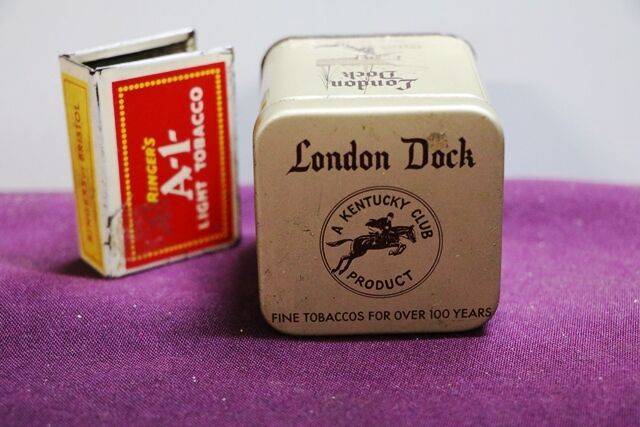 RINGERS BRISTOL
RINGER'S
A-1-
LIGHT TOBACCO
London
Dock
London Dock
A KENTUCKY CLUB
PRODUCT
FINE TOBACCOS FOR OVER 100 YEARS